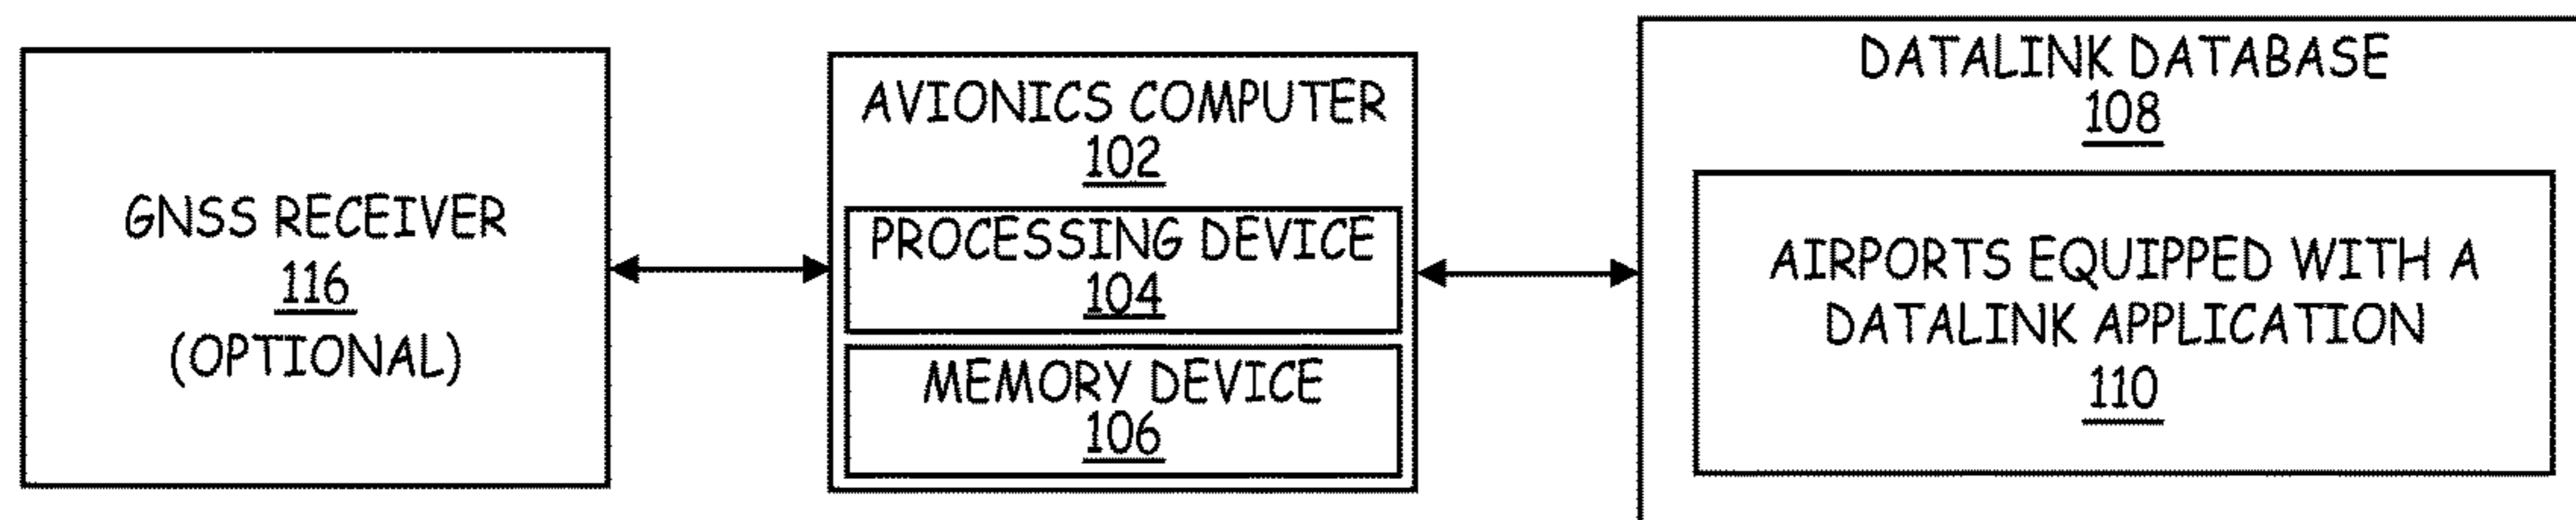 GNSS RECEIVER
116
(OPTIONAL)
AVIONICS COMPUTER
102
PROCESSING DEVICE
104
MEMORY DEVICE
106
DATALINK DATABASE
108
AIRPORTS EQUIPPED WITH A
DATALINK APPLICATION
110